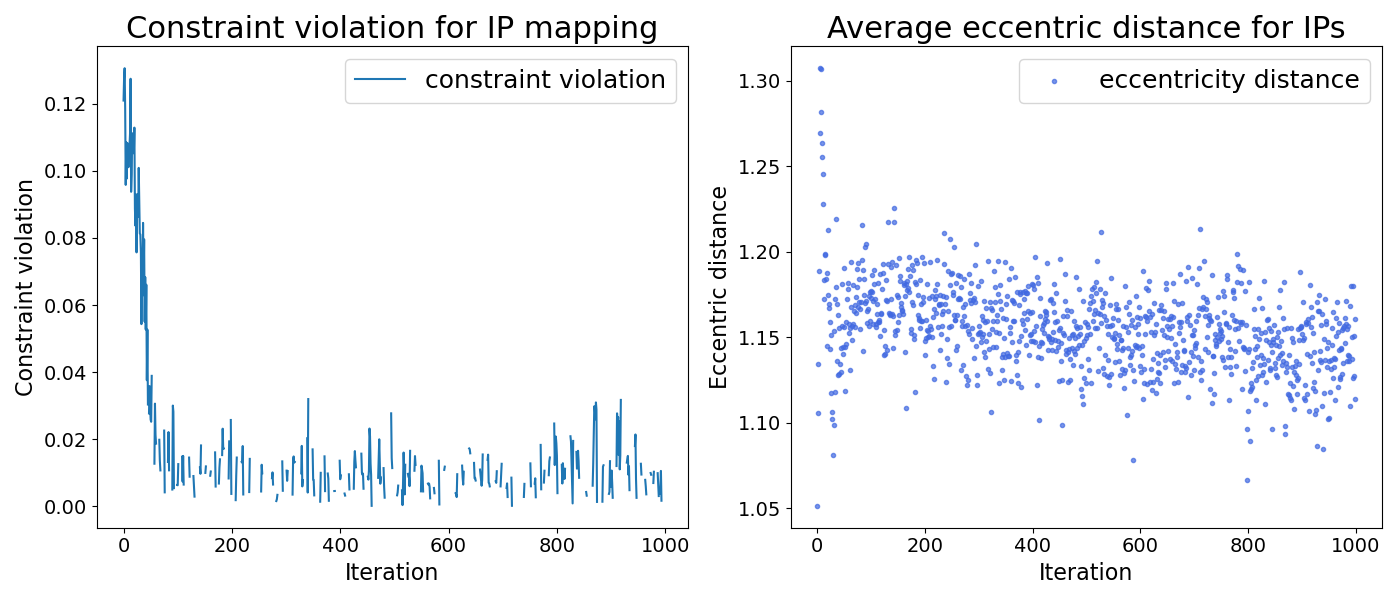 Constraint violation for IP mapping
constraint violation
Constraint violation
0.12
0.10
0.08
0.06
0.04
0.02
0.00
0 200 400 600 800 1000
Iteration
Average eccentric distance for IPs
eccentricity distance
Eccentric distance
1.30
1.25
1.20
1.15
1.10
1.05
0 200 400 600 800 1000
Iteration